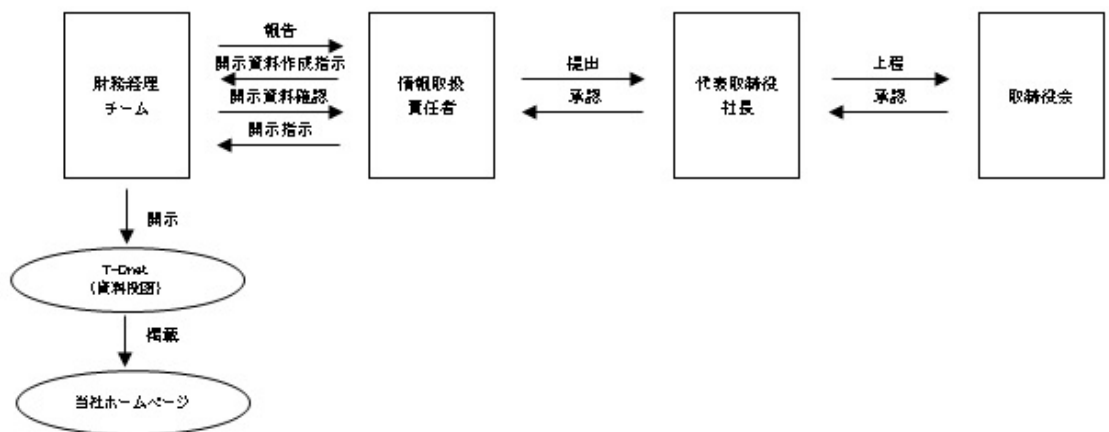 報告
開示資料作成指示
開示資料確認
開示指示
財務経理
チーム
情報取扱
責任者
提出
承認
代表取締役
社長
上程
承認
取締役会
開示
T-Dnet
(資料投函)
掲載
当社ホームページ